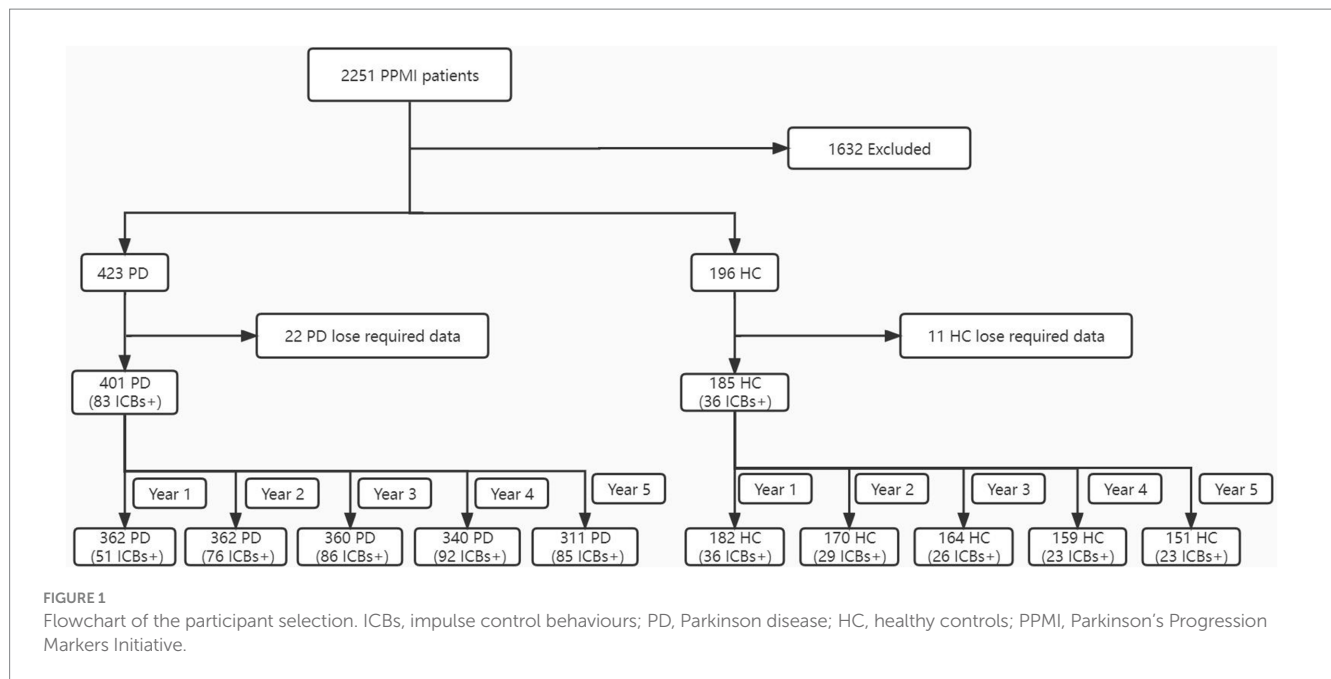 2251 PPMI patients
1632 Excluded
423 PD
196 HC
22 PD lose required data
11 HC lose required data
401 PD
(83 ICBs+)
185 HC
(36 ICBs+)
Year 1
Year 2
Year 3
Year 4
Year 5
Year 1
Year 2
Year 3
Year 4
Year 5
362 PD
(51 ICBs+)
362 PD
(76 ICBs+)
360 PD
(86 ICBs+)
340 PD
(92 ICBs+)
311 PD
(85 ICBs+)
182 HC
(36 ICBs+)
170 HC
(29 ICBs+)
164 HC
(26 ICBs+)
159 HC
(23 ICBs+)
151 HC
(23 ICBs+)
FIGURE 1
Flowchart of the participant selection. ICBs, impulse control behaviours; PD, Parkinson disease; HC, healthy controls; PPMI, Parkinson’s Progression
Markers Initiative.